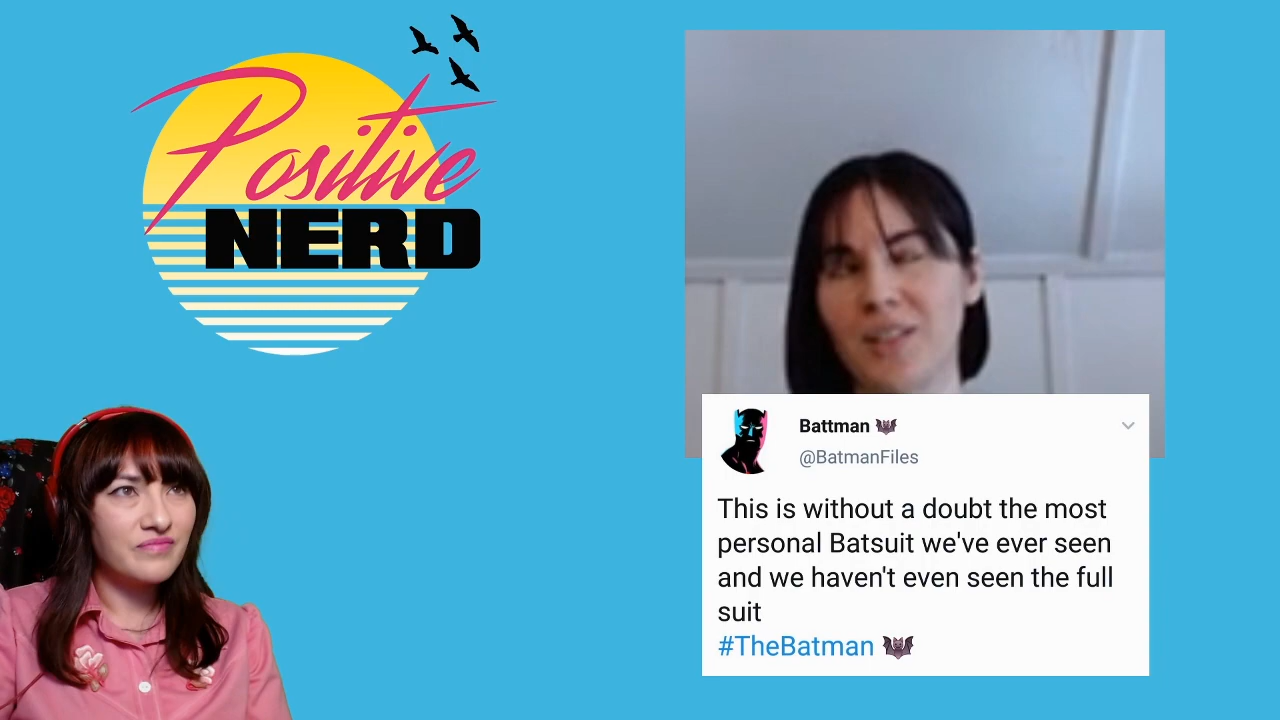 Positive
NERD
Battman
@BatmanFiles
This is without a doubt the most
personal Batsuit we've ever seen
and we haven't even seen the full
suit
#TheBatman